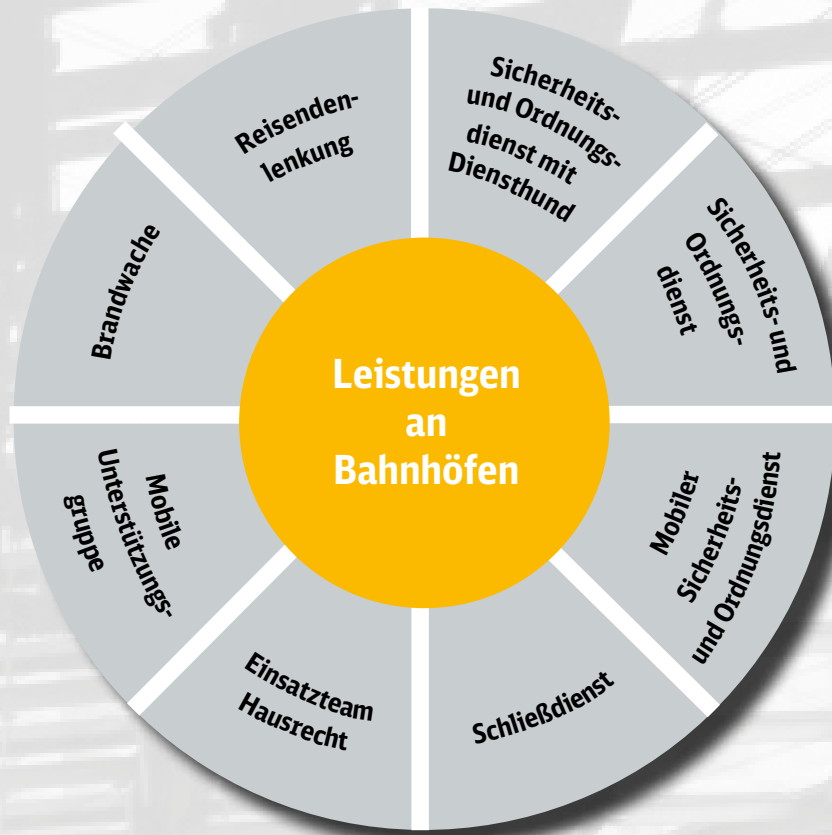 Leistungen
an
Bahnhöfen
Sicherheits-
und Ordnungs-
dienst mit
Diensthund
Sicherheits- und
Ordnungs-
dienst
Mobiler
Sicherheits-
und Ordnungsdienst
Schließdienst
Einsatzteam
Hausrecht
Mobile
Unterstützungs-
gruppe
Brandwache
Reisenden-
lenkung